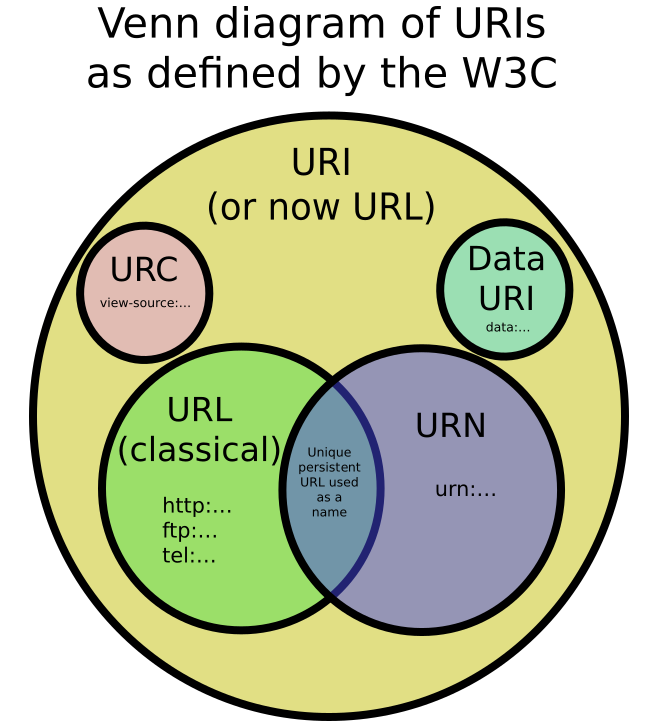 Venn diagram of URIs
as defined by the W3C
URI
(or now URL)
URC
view-source:...
Data
URI
data:...
URL
(classical)
http:...
ftp:...
tel:...
Unique
persistent
URL used
as a
name
URN
urn:...